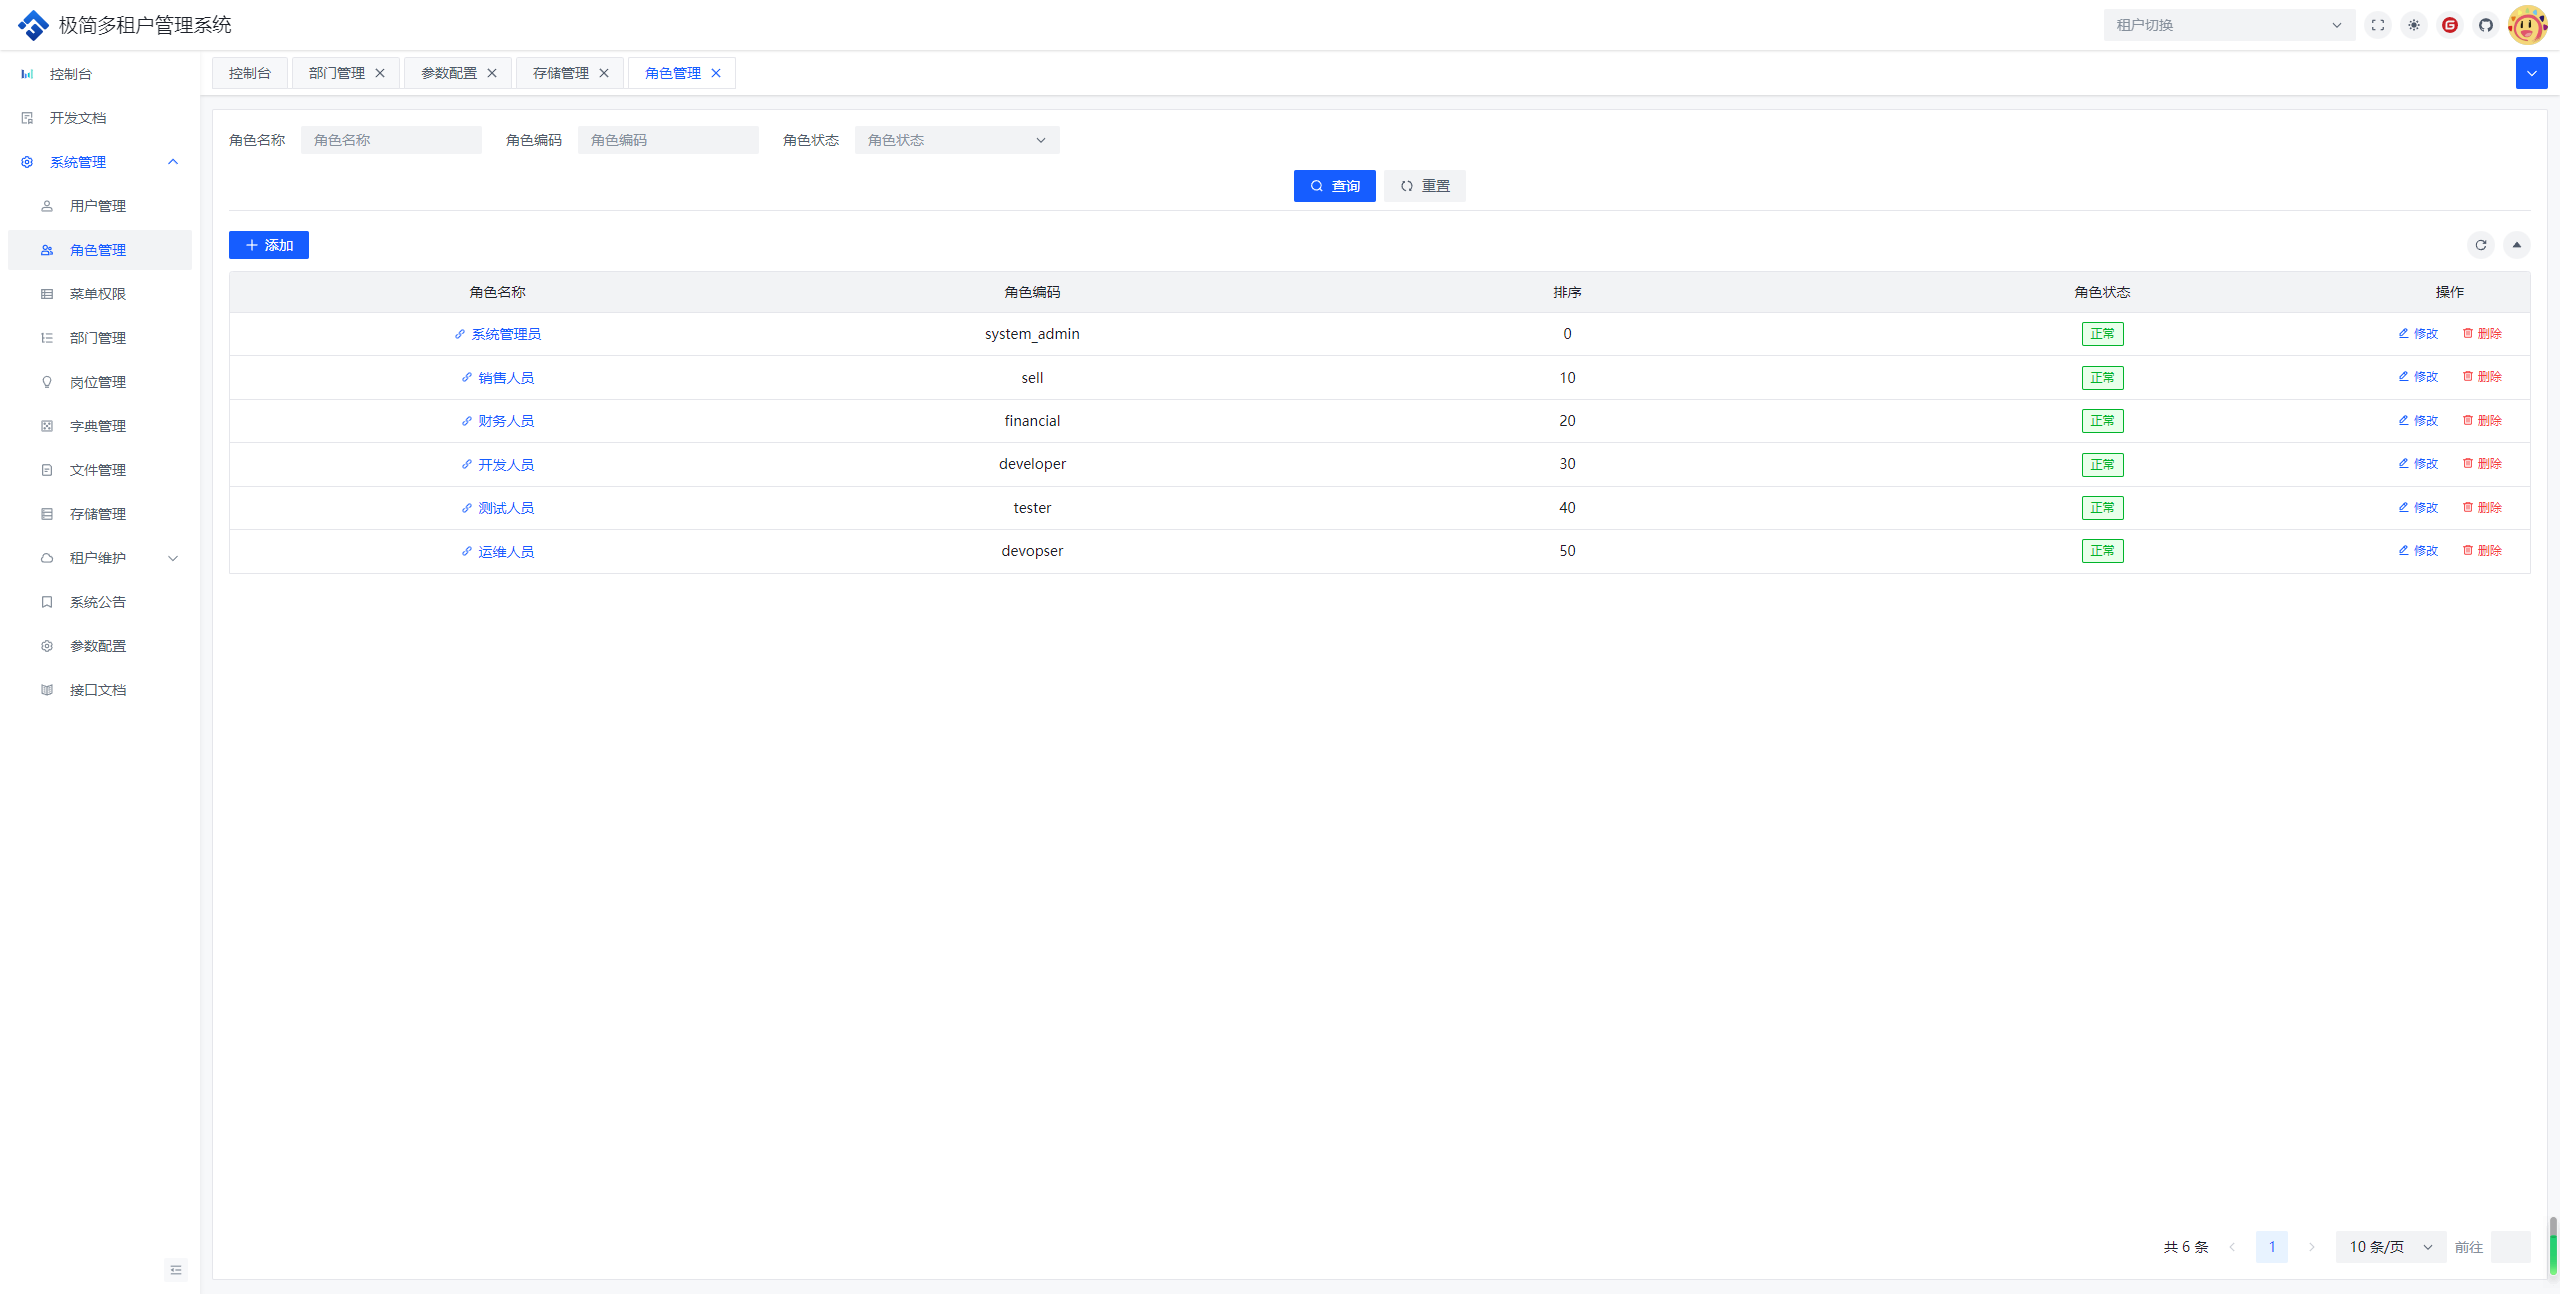 极简多租户管理系统
租户切换
控制台
开发文档
系统管理
用户管理
角色管理
菜单权限
部门管理
岗位管理
字典管理
文件管理
存储管理
租户维护
系统公告
参数配置
接口文档
控制台 部门管理 参数配置 存储管理 角色管理
角色名称 角色名称 角色编码 角色编码 角色状态 角色状态
查询 重置
添加
角色名称 角色编码 排序 角色状态 操作
系统管理员 system_admin 0 正常 修改 删除
销售人员 sell 10 正常 修改 删除
财务人员 financial 20 正常 修改 删除
开发人员 developer 30 正常 修改 删除
测试人员 tester 40 正常 修改 删除
运维人员 devopser 50 正常 修改 删除
共 6 条 1 10 条/页 前往